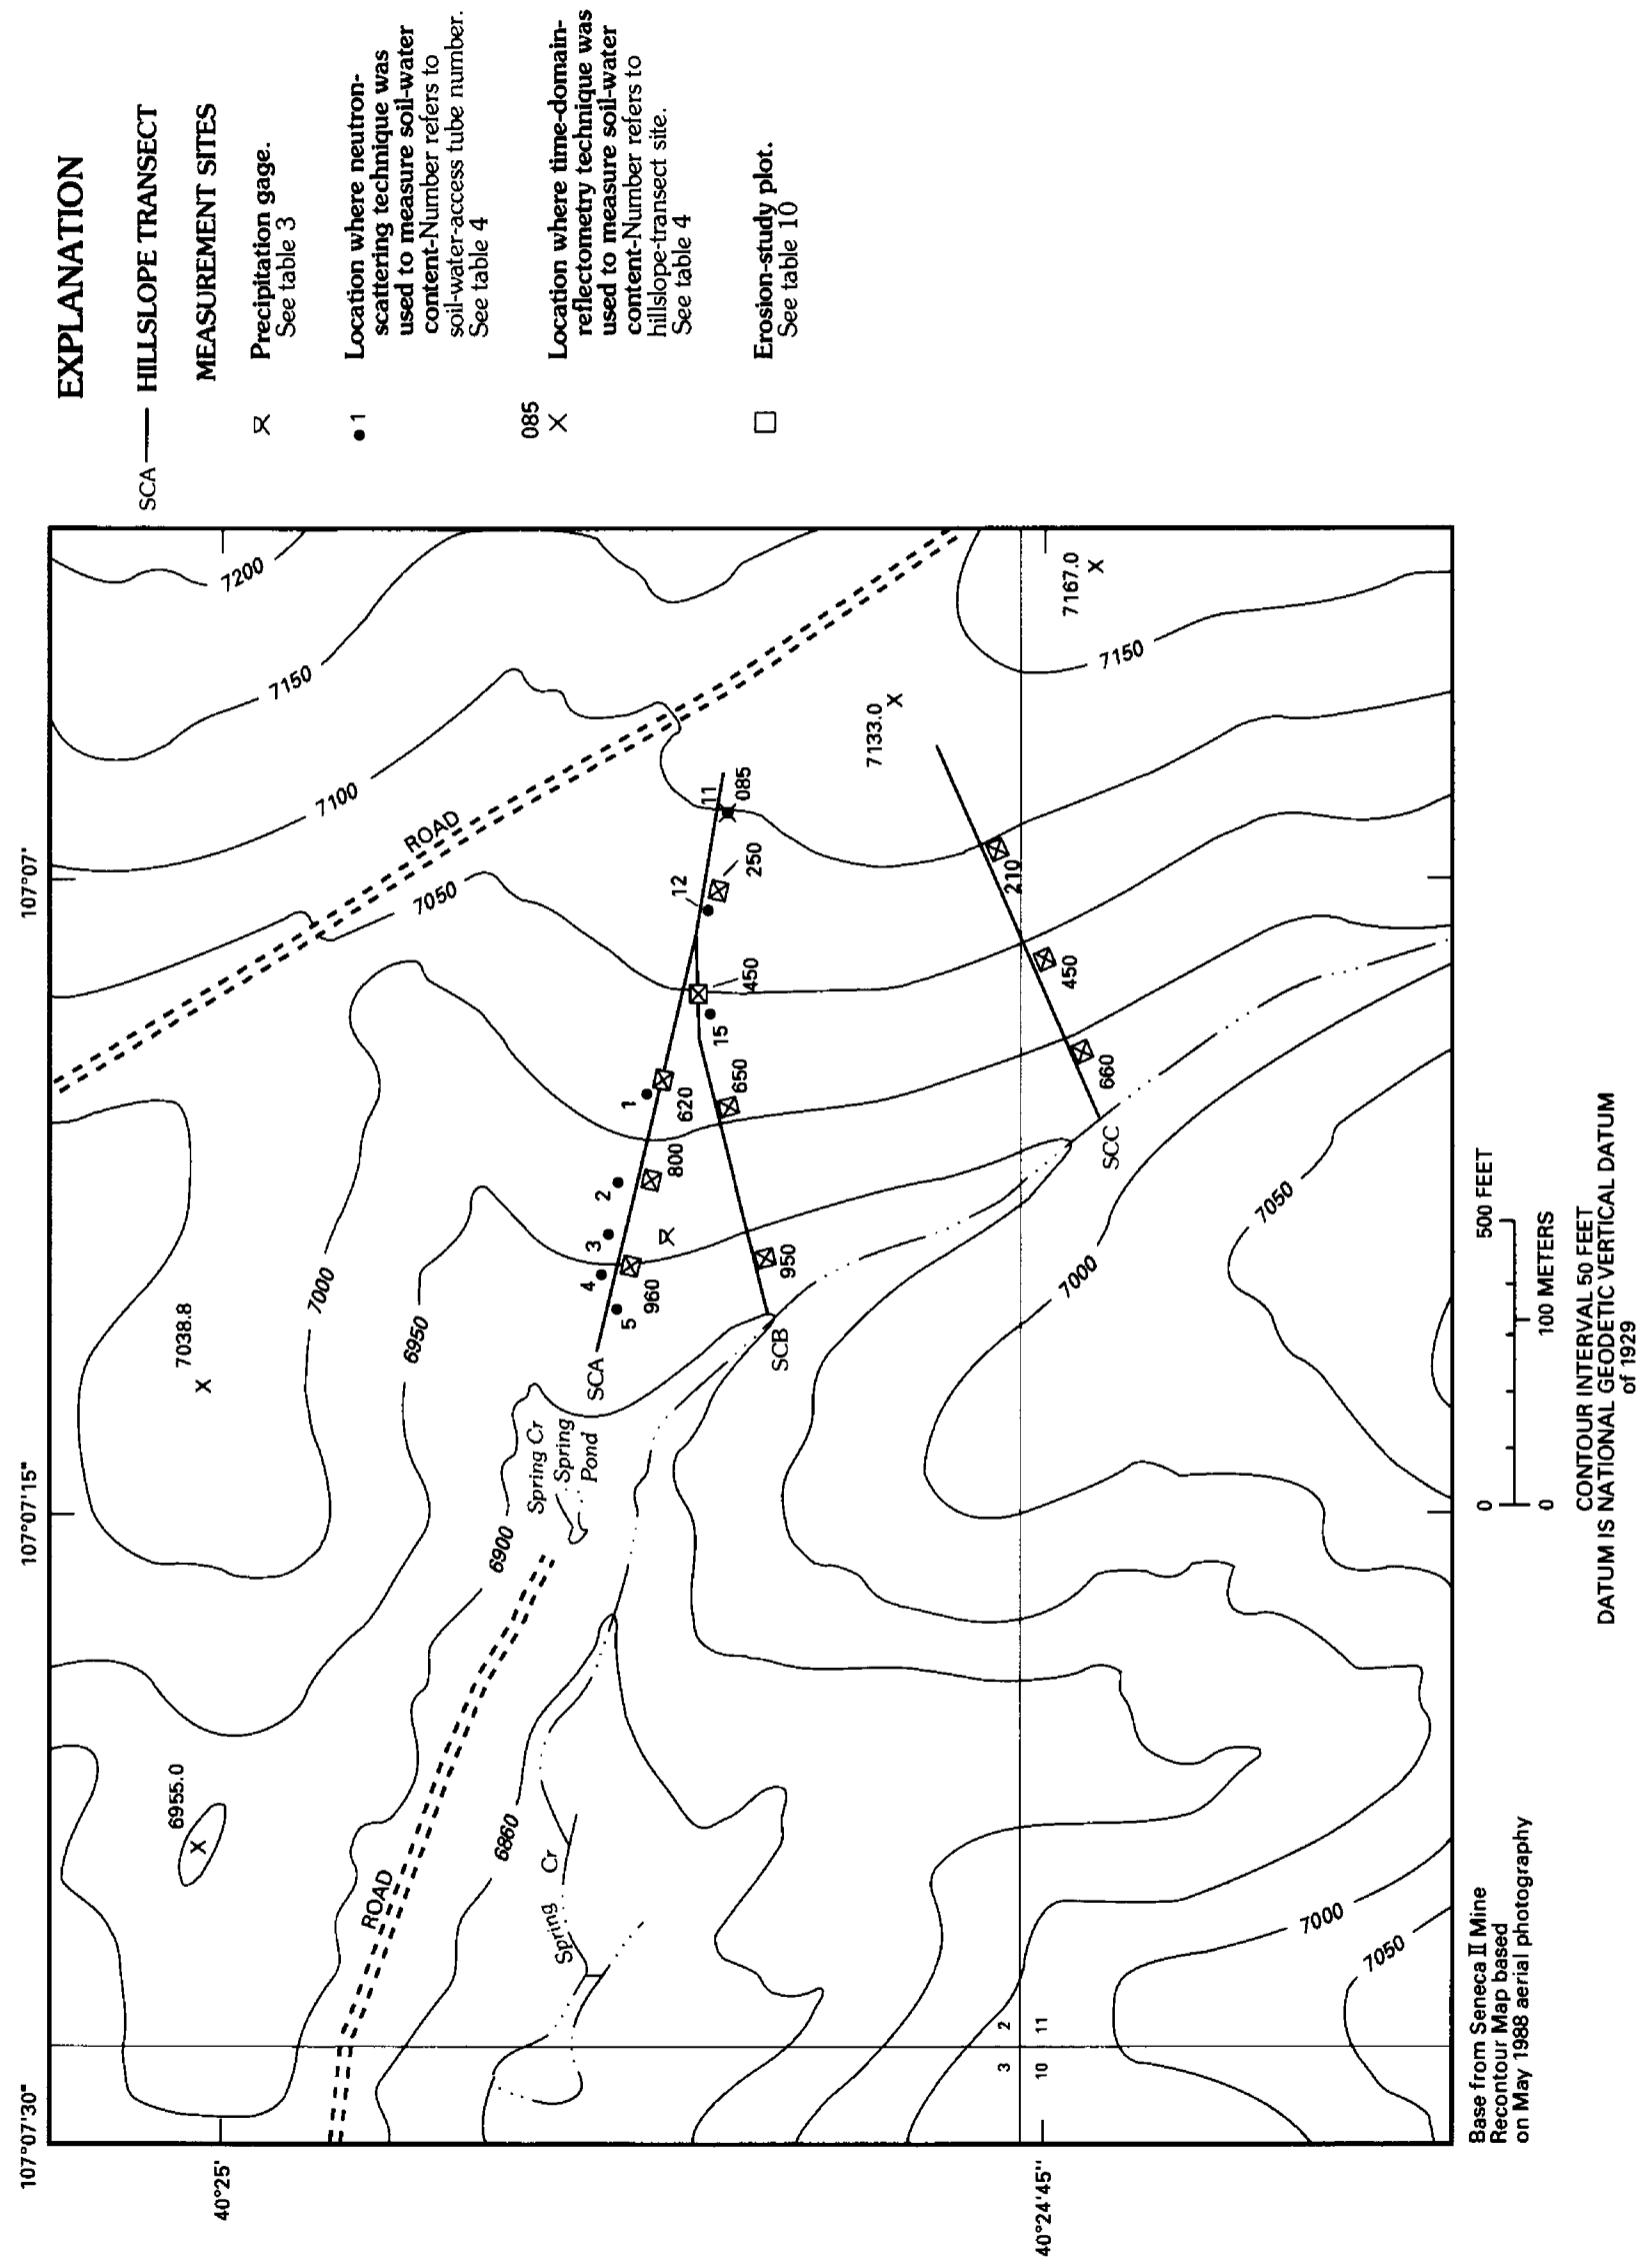 107°07'30"
107°07'15"
107°07'
40°25'
40°24'45"
7200
7150
7100
ROAD
7050
7038.8
7000
6950
6955.0
6900
ROAD
6860
Spring Cr
Spring
Pond
Spring Cr
SCA
5
4
3
2
1
960
800
620
12
11
085
250
450
15
650
950
SCB
7133.0
7167.0
7150
210
450
660
SCC
7050
7000
7000
7050
3
2
10
11
Base from Seneca II Mine
Recontour Map based
on May 1988 aerial photography
0
500 FEET
0
100 METERS
CONTOUR INTERVAL 50 FEET
DATUM IS NATIONAL GEODETIC VERTICAL DATUM
of 1929
EXPLANATION
SCA — HILLSLOPE TRANSECT
MEASUREMENT SITES
Precipitation gage.
See table 3
• 1 Location where neutron-
scattering technique was
used to measure soil-water
content-Number refers to
soil-water-access tube number.
See table 4
085
X Location where time-domain-
reflectometry technique was
used to measure soil-water
content-Number refers to
hillslope-transect site.
See table 4
□ Erosion-study plot.
See table 10